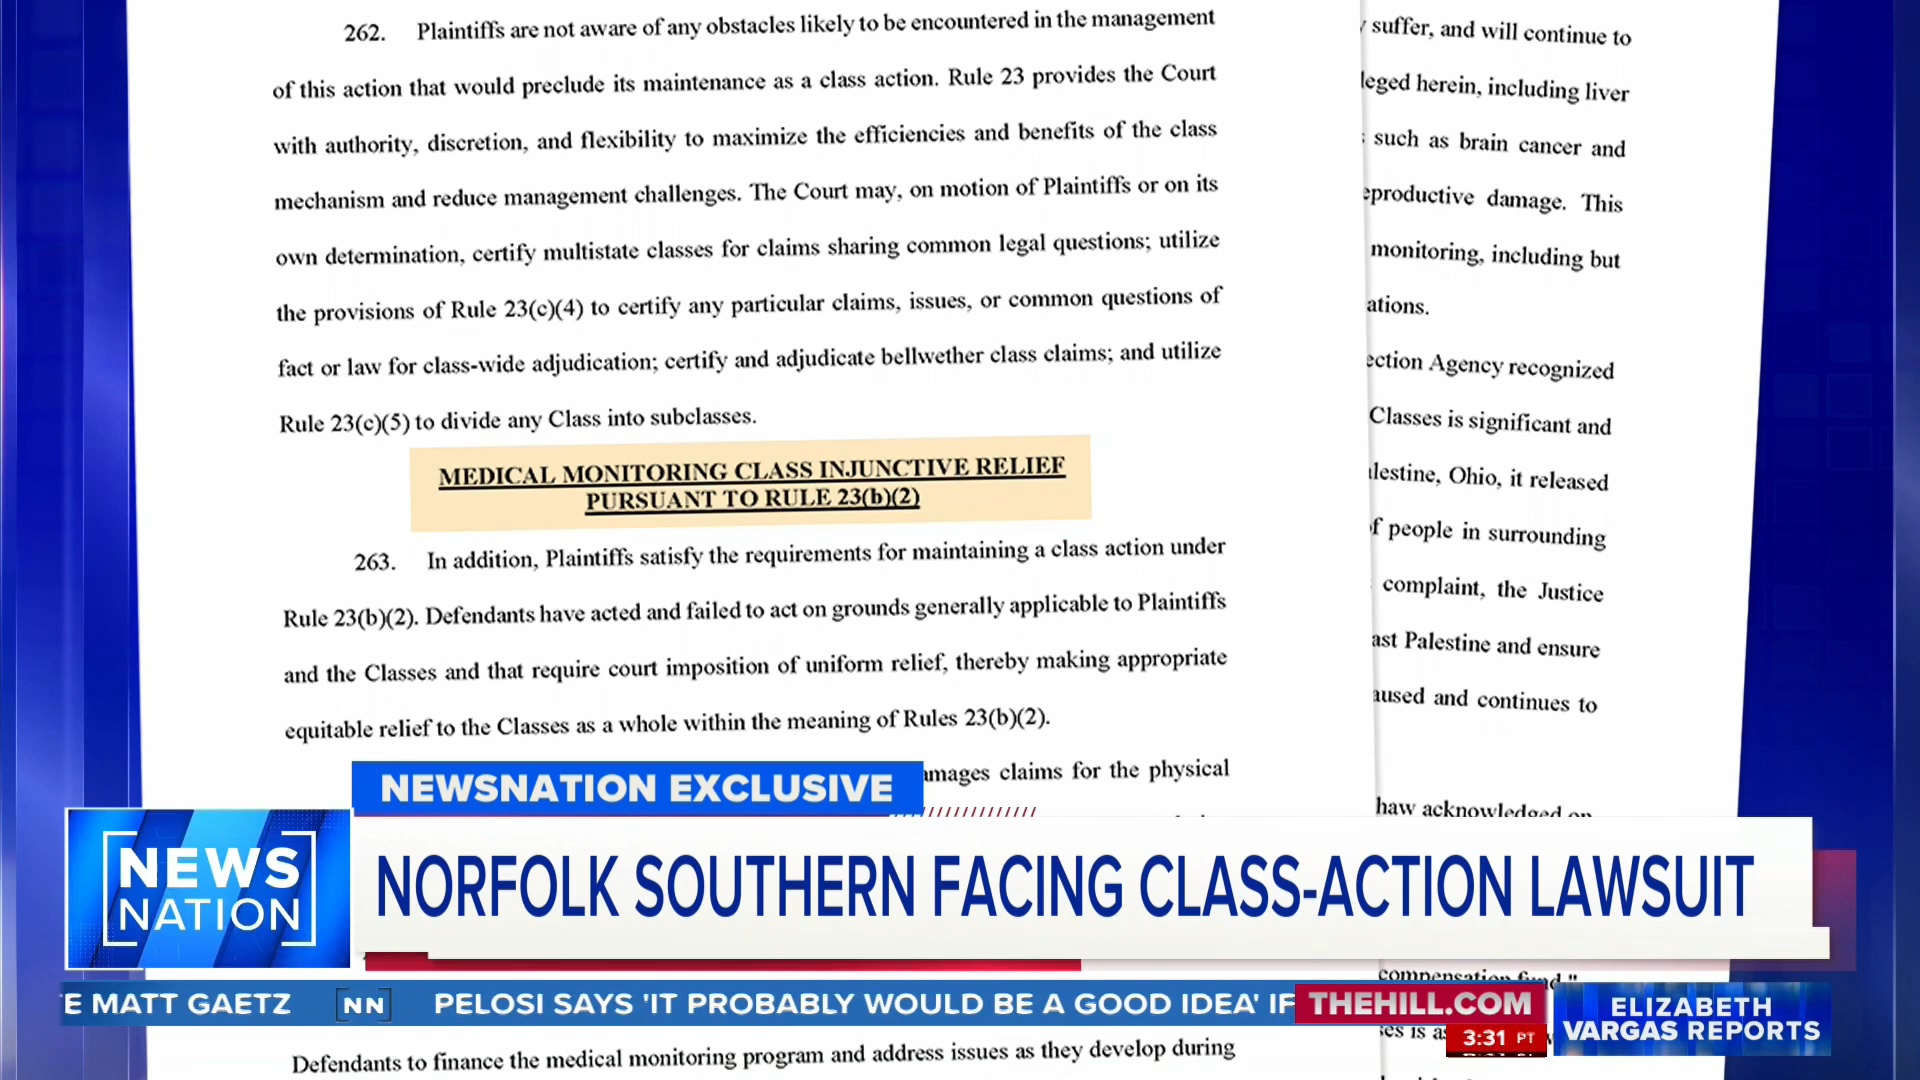 262. Plaintiffs are not aware of any obstacles likely to be encountered in the management
of this action that would preclude its maintenance as a class action. Rule 23 provides the Court
with authority, discretion, and flexibility to maximize the efficiencies and benefits of the class
mechanism and reduce management challenges. The Court may, on motion of Plaintiffs or on its
own determination, certify multistate classes for claims sharing common legal questions; utilize
the provisions of Rule 23(c)(4) to certify any particular claims, issues, or common questions of
fact or law for class-wide adjudication; certify and adjudicate bellwether class claims; and utilize
Rule 23(c)(5) to divide any Class into subclasses.
MEDICAL MONITORING CLASS INJUNCTIVE RELIEF
PURSUANT TO RULE 23(b)(2)
263. In addition, Plaintiffs satisfy the requirements for maintaining a class action under
Rule 23(b)(2). Defendants have acted and failed to act on grounds generally applicable to Plaintiffs
and the Classes and that require court imposition of uniform relief, thereby making appropriate
equitable relief to the Classes as a whole within the meaning of Rules 23(b)(2).
amages claims for the physical
Defendants to finance the medical monitoring program and address issues as they develop during
suffer, and will continue to
leged herein, including liver
such as brain cancer and
eproductive damage. This
monitoring, including but
ations.
ection Agency recognized
Classes is significant and
alestine, Ohio, it released
of people in surrounding
complaint, the Justice
ast Palestine and ensure
aused and continues to
haw acknowledged on
compensation fund."
NEWSNATION EXCLUSIVE
NEWS
NATION
NORFOLK SOUTHERN FACING CLASS-ACTION LAWSUIT
E MATT GAETZ NN PELOSI SAYS 'IT PROBABLY WOULD BE A GOOD IDEA' IF
THEHILL.COM
3:31 PT
ELIZABETH
VARGAS REPORTS